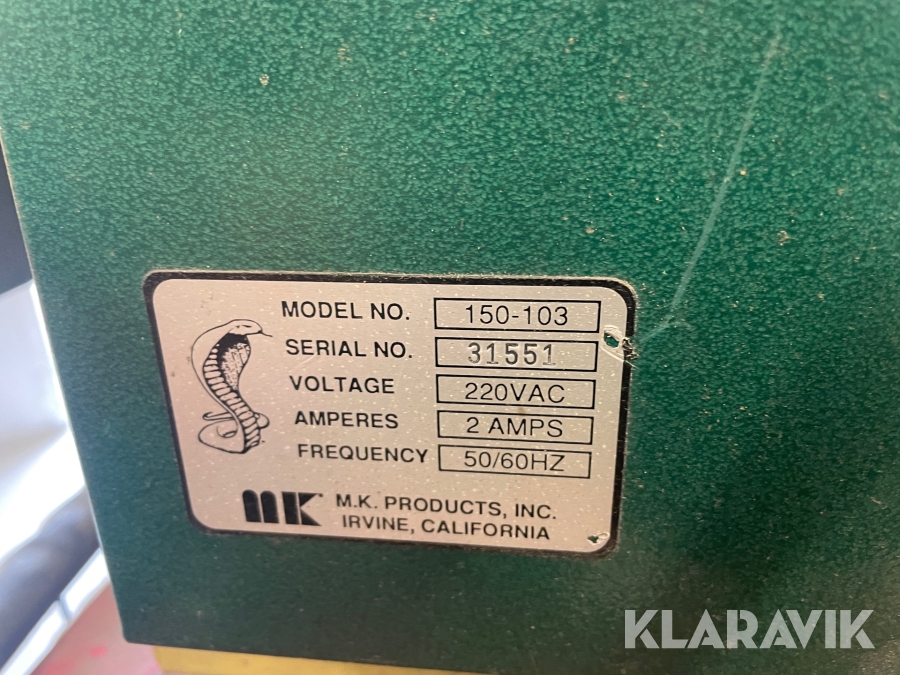 MODEL NO. 150-103
SERIAL NO. 31551
VOLTAGE 220VAC
AMPERES 2 AMPS
FREQUENCY 50/60HZ
MK M.K. PRODUCTS, INC.
IRVINE, CALIFORNIA
KLARAVIK